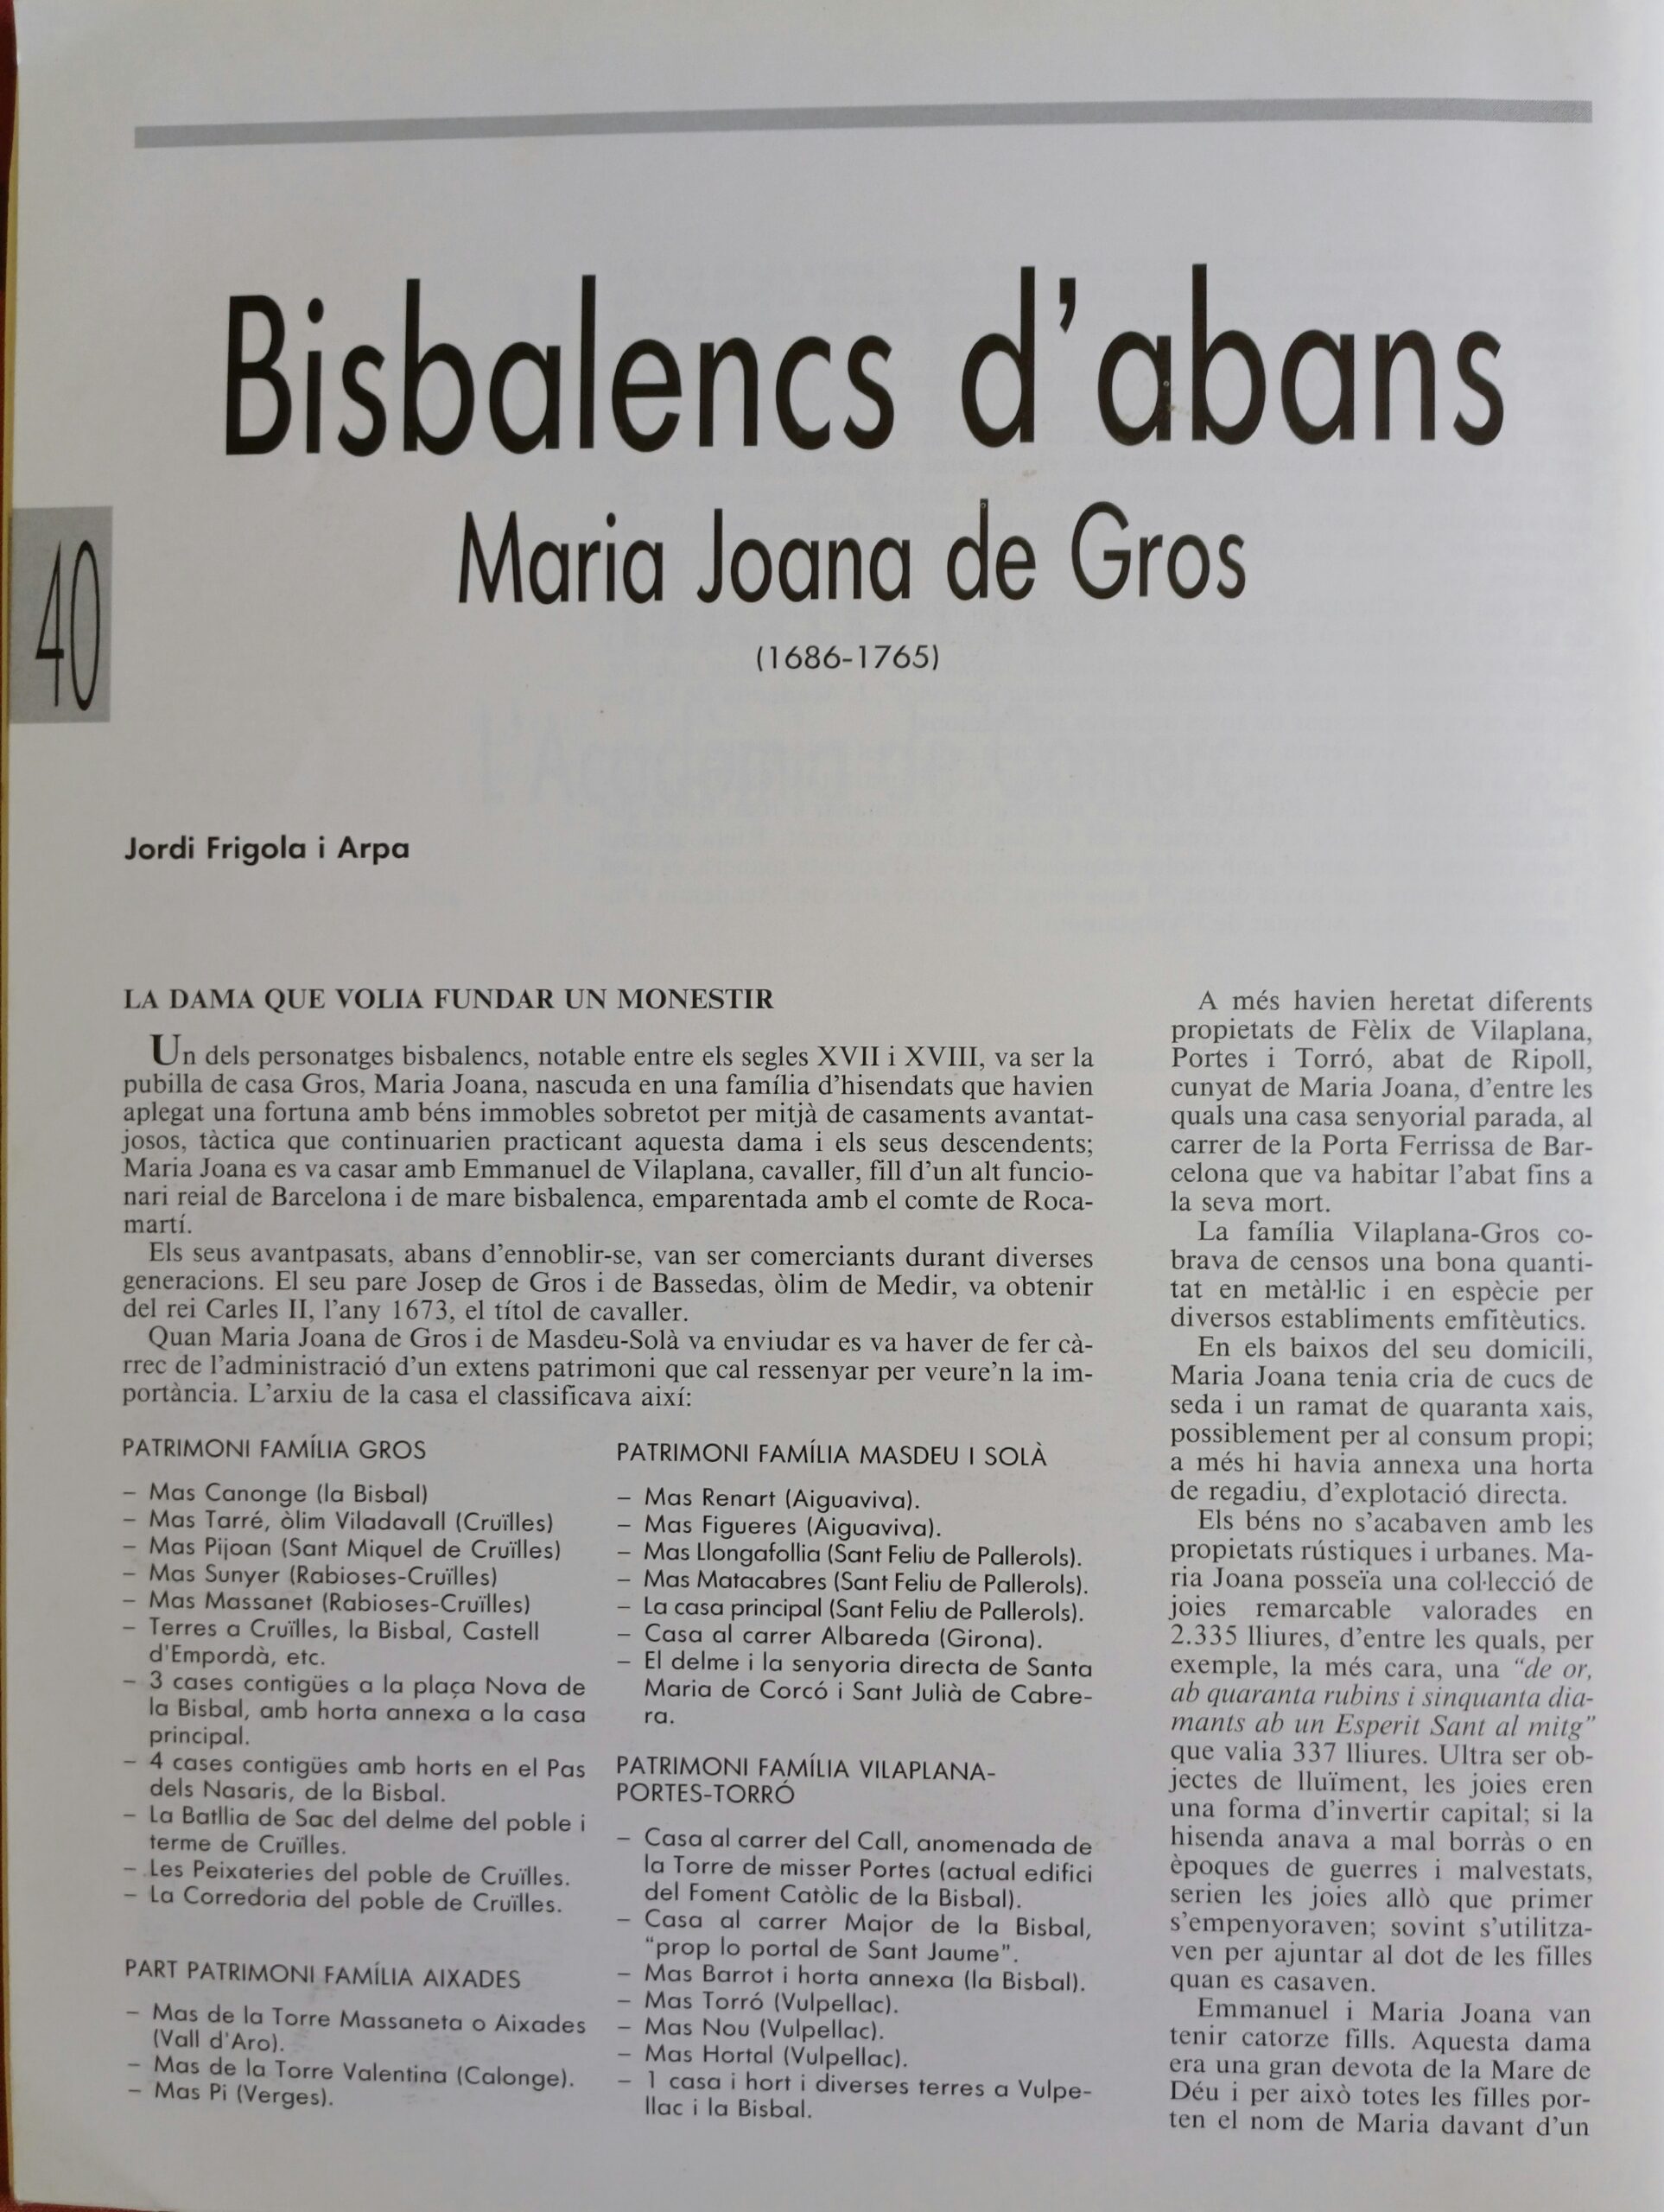 Bisbalencs d'abans
Maria Joana de Gros
(1686-1765)
40
Jordi Frigola i Arpa
LA DAMA QUE VOLIA FUNDAR UN MONESTIR
Un dels personatges bisbalencs, notable entre els segles XVII i XVIII, va ser la
pubilla de casa Gros, Maria Joana, nascuda en una família d'hisendats que havien
aplegat una fortuna amb béns immobles sobretot per mitjà de casaments avantat-
josos, tàctica que continuarien practicant aquesta dama i els seus descendents;
Maria Joana es va casar amb Emmanuel de Vilaplana, cavaller, fill d'un alt funcio-
nari reial de Barcelona i de mare bisbalenca, emparentada amb el comte de Roca-
martí.
Els seus avantpasats, abans d'ennoblir-se, van ser comerciants durant diverses
generacions. El seu pare Josep de Gros i de Bassedas, òlim de Medir, va obtenir
del rei Carles II, l'any 1673, el títol de cavaller.
Quan Maria Joana de Gros i de Masdeu-Solà va enviudar es va haver de fer cà-
rrec de l'administració d'un extens patrimoni que cal ressenyar per veure'n la im-
portància. L'arxiu de la casa el classificava així:
PATRIMONI FAMÍLIA GROS
– Mas Canonge (la Bisbal)
– Mas Tarré, òlim Viladavall (Cruïlles)
– Mas Pijoan (Sant Miquel de Cruïlles)
– Mas Sunyer (Rabioses-Cruïlles)
– Mas Massanet (Rabioses-Cruïlles)
– Terres a Cruïlles, la Bisbal, Castell
d'Empordà, etc.
– 3 cases contigües a la plaça Nova de
la Bisbal, amb horta annexa a la casa
principal.
– 4 cases contigües amb horts en el Pas
dels Nasaris, de la Bisbal.
– La Batllia de Sac del delme del poble i
terme de Cruïlles.
– Les Peixateries del poble de Cruïlles.
– La Corredoria del poble de Cruïlles.
PART PATRIMONI FAMÍLIA AIXADES
– Mas de la Torre Massaneta o Aixades
(Vall d'Aro).
– Mas de la Torre Valentina (Calonge).
– Mas Pi (Verges).
PATRIMONI FAMÍLIA MASDEU I SOLÀ
– Mas Renart (Aiguaviva).
– Mas Figueres (Aiguaviva).
– Mas Llongafollia (Sant Feliu de Pallerols).
– Mas Matacabres (Sant Feliu de Pallerols).
– La casa principal (Sant Feliu de Pallerols).
– Casa al carrer Albareda (Girona).
– El delme i la senyoria directa de Santa
Maria de Corcó i Sant Julià de Cabre-
ra.
PATRIMONI FAMÍLIA VILAPLANA-
PORTES-TORRÓ
– Casa al carrer del Call, anomenada de
la Torre de misser Portes (actual edifici
del Foment Catòlic de la Bisbal).
– Casa al carrer Major de la Bisbal,
“prop lo portal de Sant Jaume”.
– Mas Barrot i horta annexa (la Bisbal).
– Mas Torró (Vulpellac).
– Mas Nou (Vulpellac).
– Mas Hortal (Vulpellac).
– 1 casa i hort i diverses terres a Vulpe-
llac i la Bisbal.
A més havien heretat diferents
propietats de Fèlix de Vilaplana,
Portes i Torró, abat de Ripoll,
cunyat de Maria Joana, d'entre les
quals una casa senyorial parada, al
carrer de la Porta Ferrissa de Bar-
celona que va habitar l'abat fins a
la seva mort.
La família Vilaplana-Gros co-
brava de censos una bona quanti-
tat en metàl·lic i en espècie per
diversos establiments emfitèutics.
En els baixos del seu domicili,
Maria Joana tenia cria de cucs de
seda i un ramat de quaranta xais,
possiblement per al consum propi;
a més hi havia annexa una horta
de regadiu, d'explotació directa.
Els béns no s'acabaven amb les
propietats rústiques i urbanes. Ma-
ria Joana posseïa una col·lecció de
joies remarcable valorades en
2.335 lliures, d'entre les quals, per
exemple, la més cara, una “de or,
ab quaranta rubins i sinquanta dia-
mants ab un Esperit Sant al mitg”
que valia 337 lliures. Ultra ser ob-
jectes de lluïment, les joies eren
una forma d'invertir capital; si la
hisenda anava a mal borràs o en
èpoques de guerres i malvestats,
serien les joies allò que primer
s'empenyoraven; sovint s'utilitza-
ven per ajuntar al dot de les filles
quan es casaven.
Emmanuel i Maria Joana van
tenir catorze fills. Aquesta dama
era una gran devota de la Mare de
Déu i per això totes les filles por-
ten el nom de Maria davant d'un